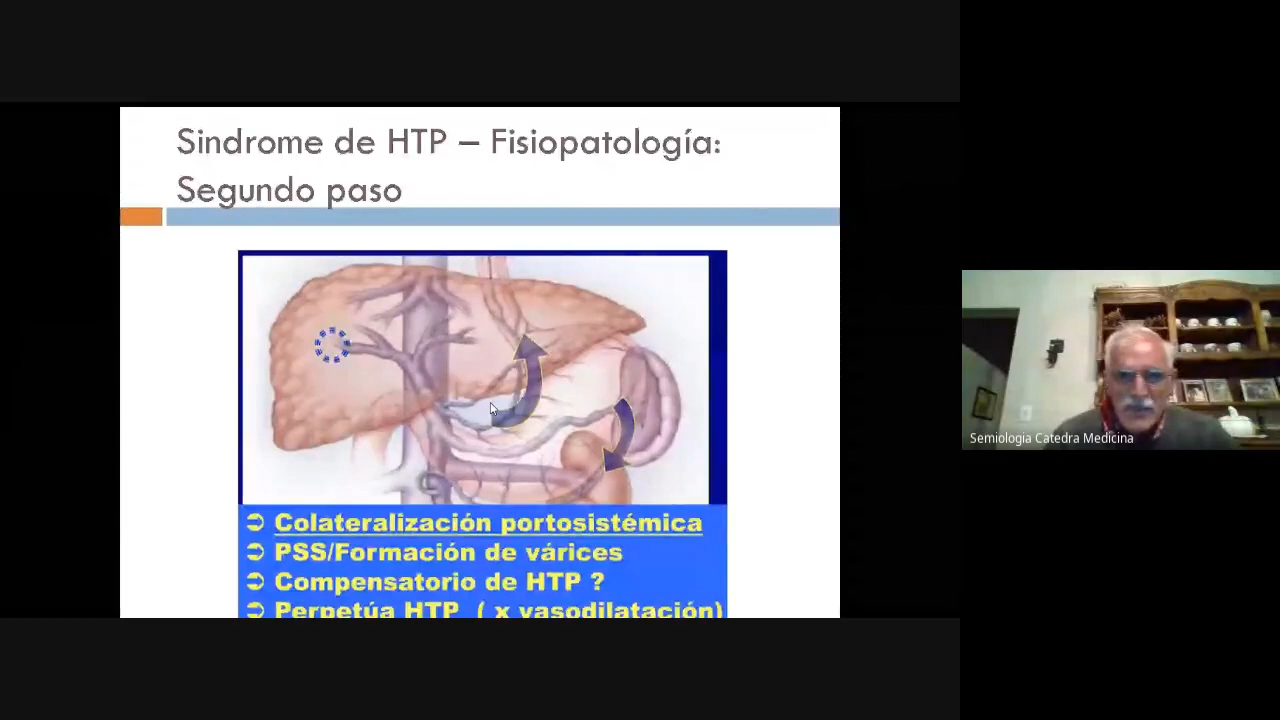 Sindrome de HTP – Fisiopatología:
Segundo paso
Colateralización portosistémica
PSS/Formación de várices
Compensatorio de HTP ?
Perpetúa HTP ( x vasodilatación)
Semiologia Catedra Medicina